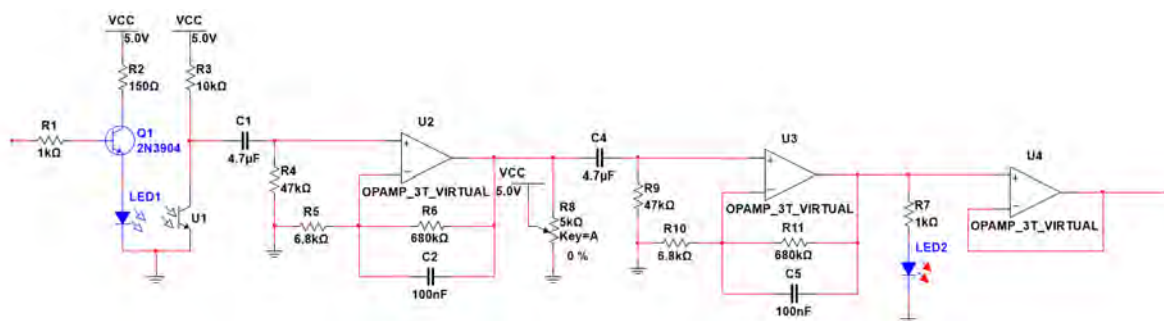 VCC
5.0V
R2
150Ω
VCC
5.0V
R3
10kΩ
R1
1kΩ
Q1
2N3904
LED1
U1
C1
4.7µF
R4
47kΩ
R5
6.8kΩ
U2
OPAMP_3T_VIRTUAL
R6
680kΩ
C2
100nF
VCC
5.0V
R8
5kΩ
Key=A
0 %
C4
4.7µF
R9
47kΩ
R10
6.8kΩ
U3
OPAMP_3T_VIRTUAL
R11
680kΩ
C5
100nF
R7
1kΩ
LED2
U4
OPAMP_3T_VIRTUAL